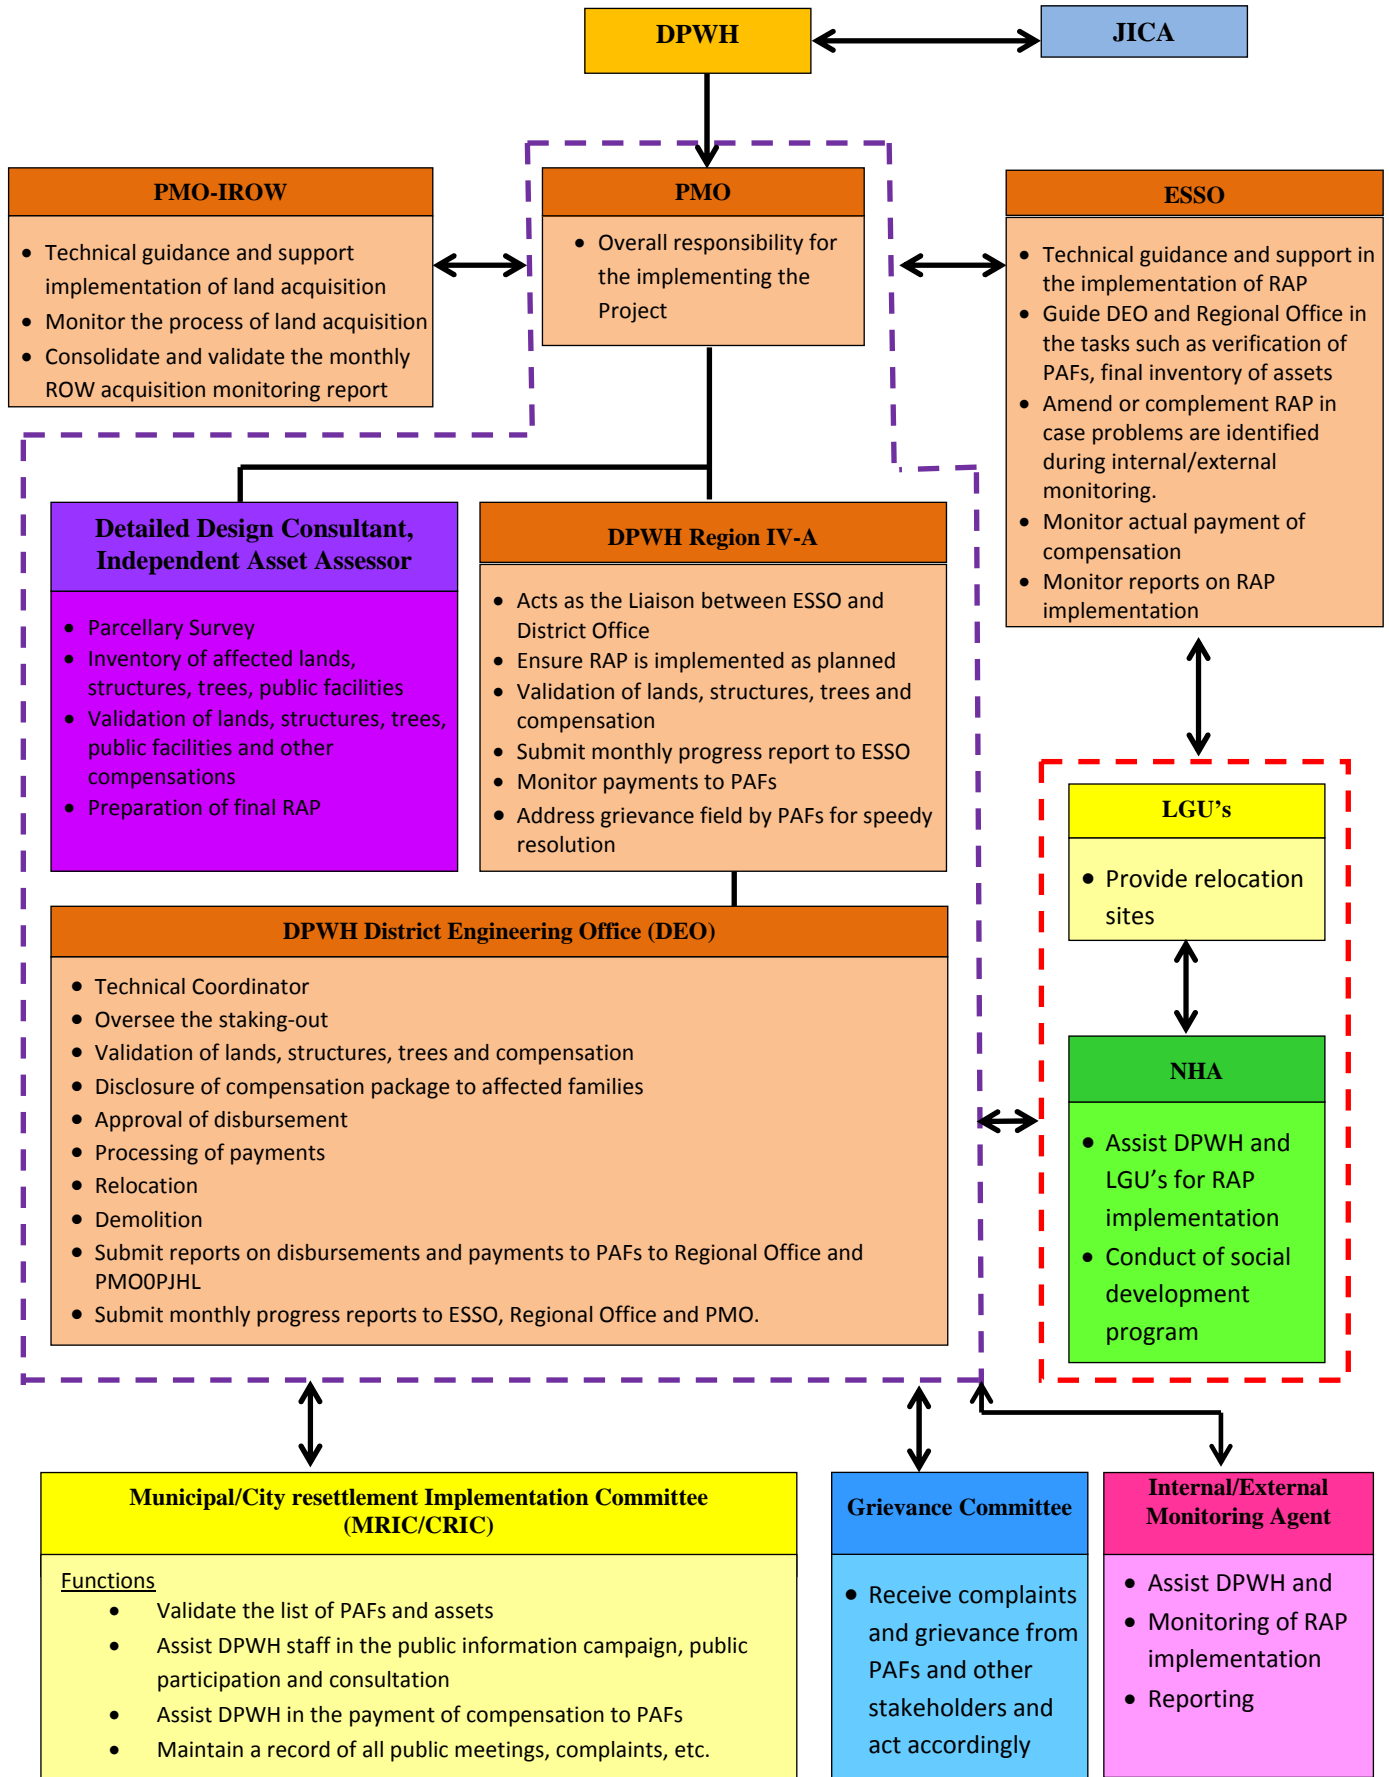 DPWH
JICA
PMO-IROW
• Technical guidance and support
implementation of land acquisition
• Monitor the process of land acquisition
• Consolidate and validate the monthly
ROW acquisition monitoring report
PMO
• Overall responsibility for
the implementing the
Project
ESSO
• Technical guidance and support in
the implementation of RAP
• Guide DEO and Regional Office in
the tasks such as verification of
PAFs, final inventory of assets
• Amend or complement RAP in
case problems are identified
during internal/external
monitoring.
• Monitor actual payment of
compensation
• Monitor reports on RAP
implementation
Detailed Design Consultant,
Independent Asset Assessor
• Parcellary Survey
• Inventory of affected lands,
structures, trees, public facilities
• Validation of lands, structures, trees,
public facilities and other
compensations
• Preparation of final RAP
DPWH Region IV-A
• Acts as the Liaison between ESSO and
District Office
• Ensure RAP is implemented as planned
• Validation of lands, structures, trees and
compensation
• Submit monthly progress report to ESSO
• Monitor payments to PAFs
• Address grievance field by PAFs for speedy
resolution
LGU’s
• Provide relocation
sites
DPWH District Engineering Office (DEO)
• Technical Coordinator
• Oversee the staking-out
• Validation of lands, structures, trees and compensation
• Disclosure of compensation package to affected families
• Approval of disbursement
• Processing of payments
• Relocation
• Demolition
• Submit reports on disbursements and payments to PAFs to Regional Office and
PMO0PJHL
• Submit monthly progress reports to ESSO, Regional Office and PMO.
NHA
• Assist DPWH and
LGU’s for RAP
implementation
• Conduct of social
development
program
Municipal/City resettlement Implementation Committee
(MRIC/CRIC)
Functions
• Validate the list of PAFs and assets
• Assist DPWH staff in the public information campaign, public
participation and consultation
• Assist DPWH in the payment of compensation to PAFs
• Maintain a record of all public meetings, complaints, etc.
Grievance Committee
• Receive complaints
and grievance from
PAFs and other
stakeholders and
act accordingly
Internal/External
Monitoring Agent
• Assist DPWH and
• Monitoring of RAP
implementation
• Reporting